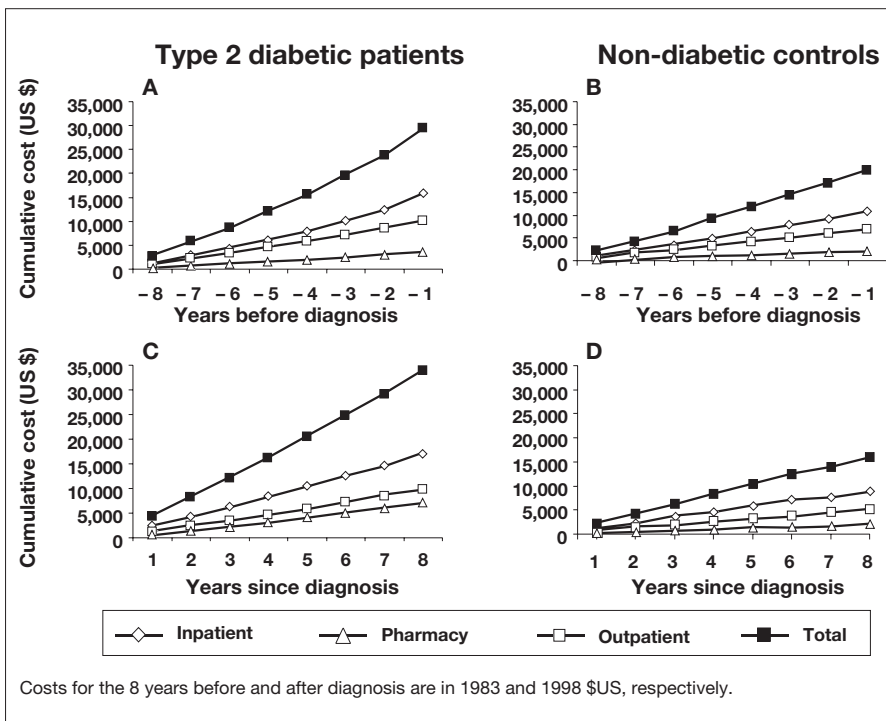 Type 2 diabetic patients
Non-diabetic controls
A
Cumulative cost (US $)
35,000
30,000
25,000
20,000
15,000
10,000
5,000
0
– 8 – 7 – 6 – 5 – 4 – 3 – 2 – 1
Years before diagnosis
B
35,000
30,000
25,000
20,000
15,000
10,000
5,000
0
– 8 – 7 – 6 – 5 – 4 – 3 – 2 – 1
Years before diagnosis
C
Cumulative cost (US $)
35,000
30,000
25,000
20,000
15,000
10,000
5,000
0
1 2 3 4 5 6 7 8
Years since diagnosis
D
35,000
30,000
25,000
20,000
15,000
10,000
5,000
0
1 2 3 4 5 6 7 8
Years since diagnosis
Inpatient Pharmacy Outpatient Total
Costs for the 8 years before and after diagnosis are in 1983 and 1998 $US, respectively.